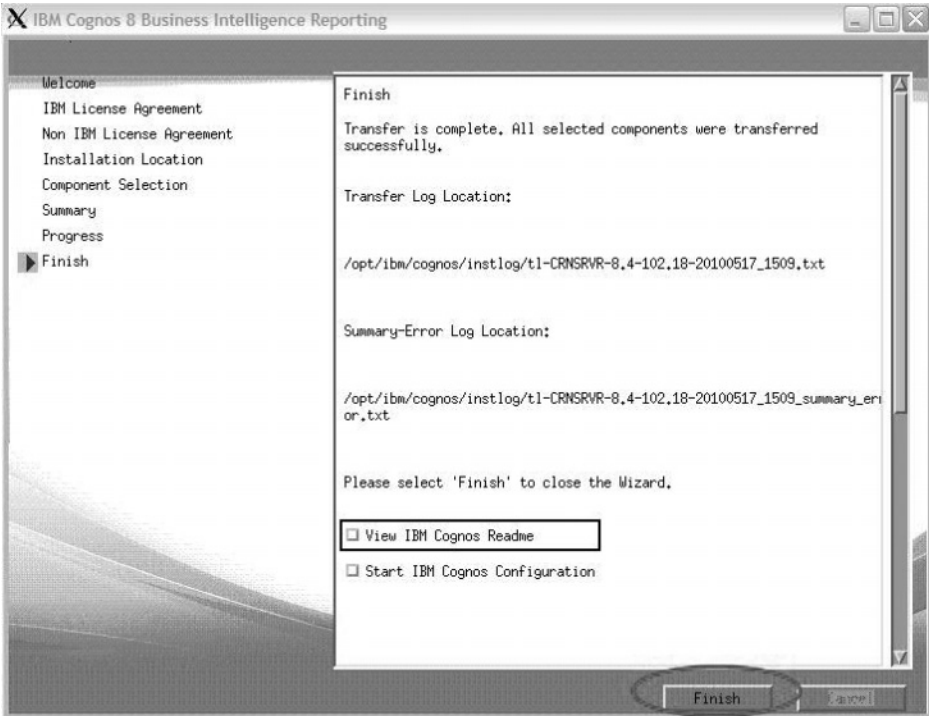 IBM Cognos 8 Business Intelligence Reporting
Welcome
IBM License Agreement
Non IBM License Agreement
Installation Location
Component Selection
Summary
Progress
Finish
Finish
Transfer is complete. All selected components were transferred
successfully.
Transfer Log Location:
/opt/ibm/cognos/instlog/tl-CRNSRVR-8.4-102.18-20100517_1509.txt
Summary-Error Log Location:
/opt/ibm/cognos/instlog/tl-CRNSRVR-8.4-102.18-20100517_1509_summary_err
or.txt
Please select 'Finish' to close the Wizard.
View IBM Cognos Readme
Start IBM Cognos Configuration
Finish
Cancel